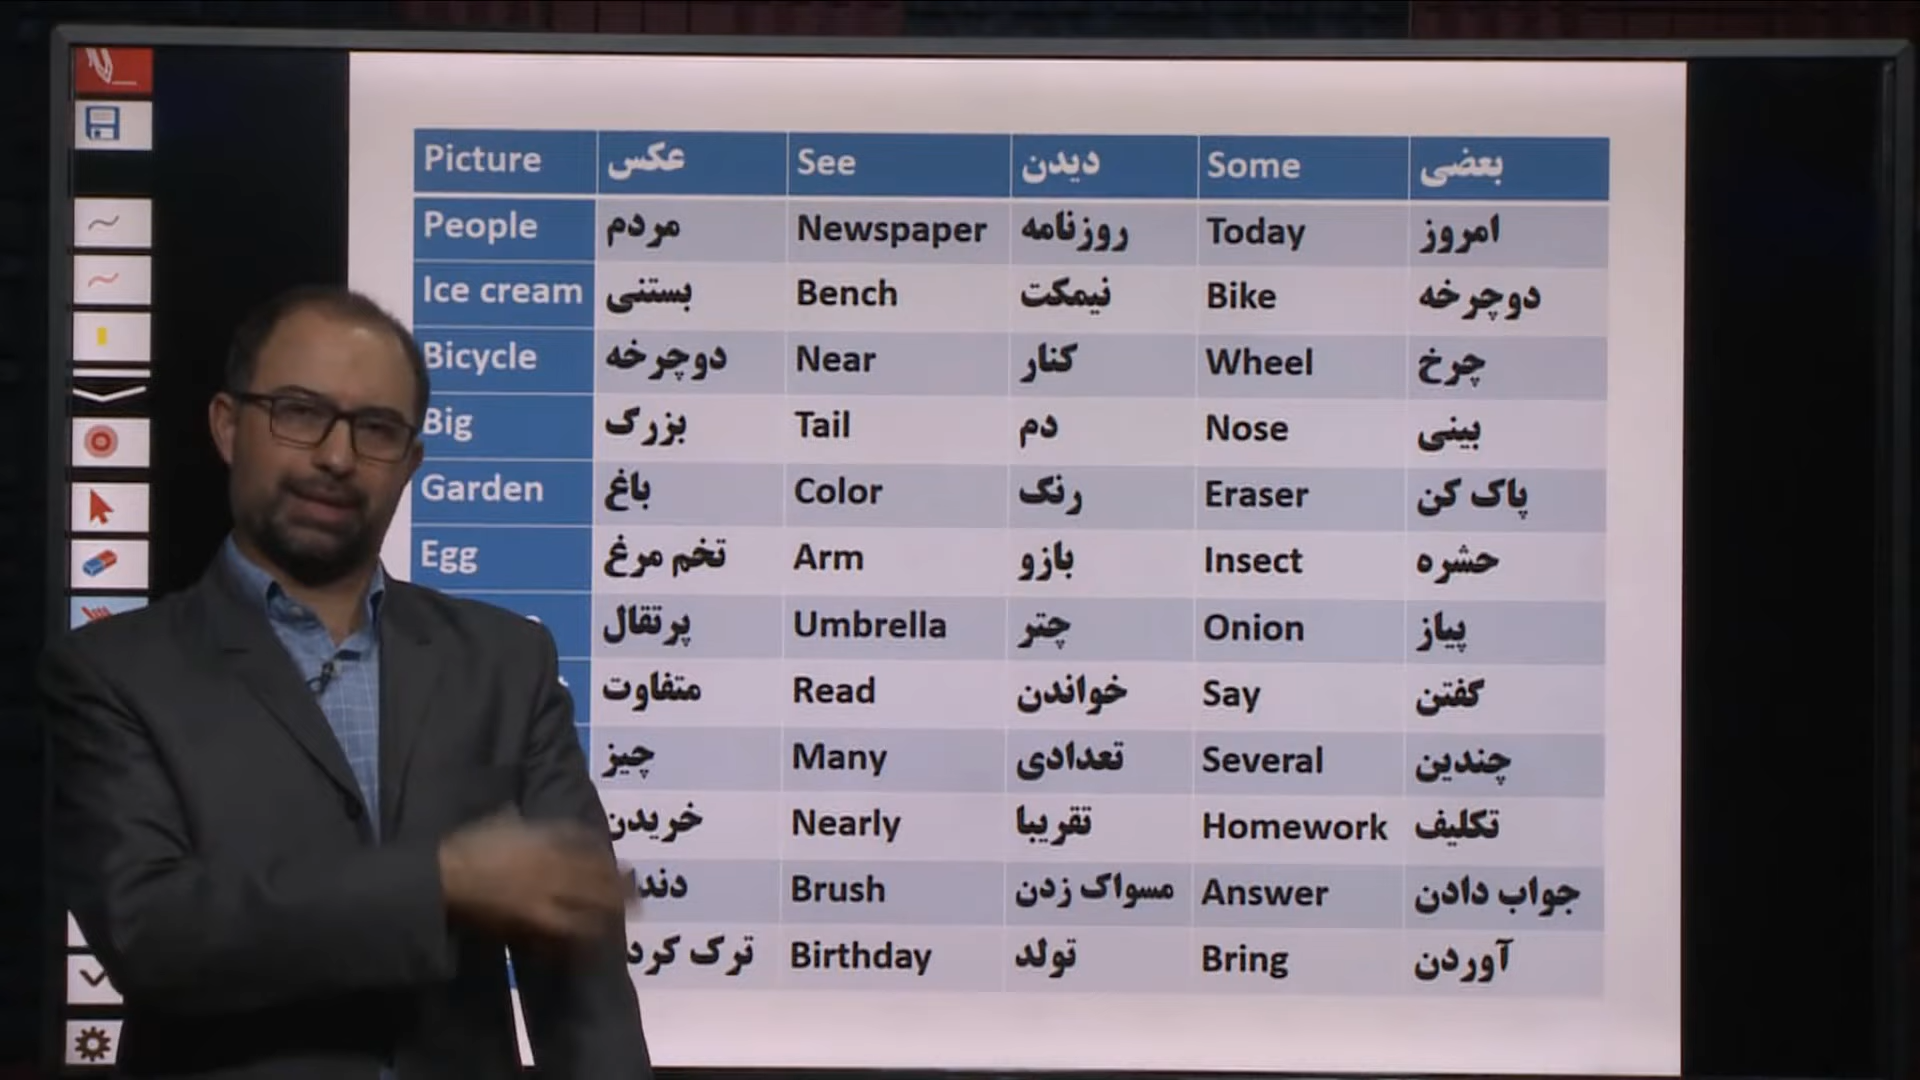 Picture عکس See دیدن Some بعضی
People مردم Newspaper روزنامه Today امروز
Ice cream بستنی Bench نیمکت Bike دوچرخه
Bicycle دوچرخه Near کنار Wheel چرخ
Big بزرگ Tail دم Nose بینی
Garden باغ Color رنگ Eraser پاک کن
Egg تخم مرغ Arm بازو Insect حشره
پرتقال Umbrella چتر Onion پیاز
متفاوت Read خواندن Say گفتن
چیز Many تعدادی Several چندین
خریدن Nearly تقریبا Homework تکلیف
Brush مسواک زدن Answer جواب دادن
ترک Birthday تولد Bring آوردن